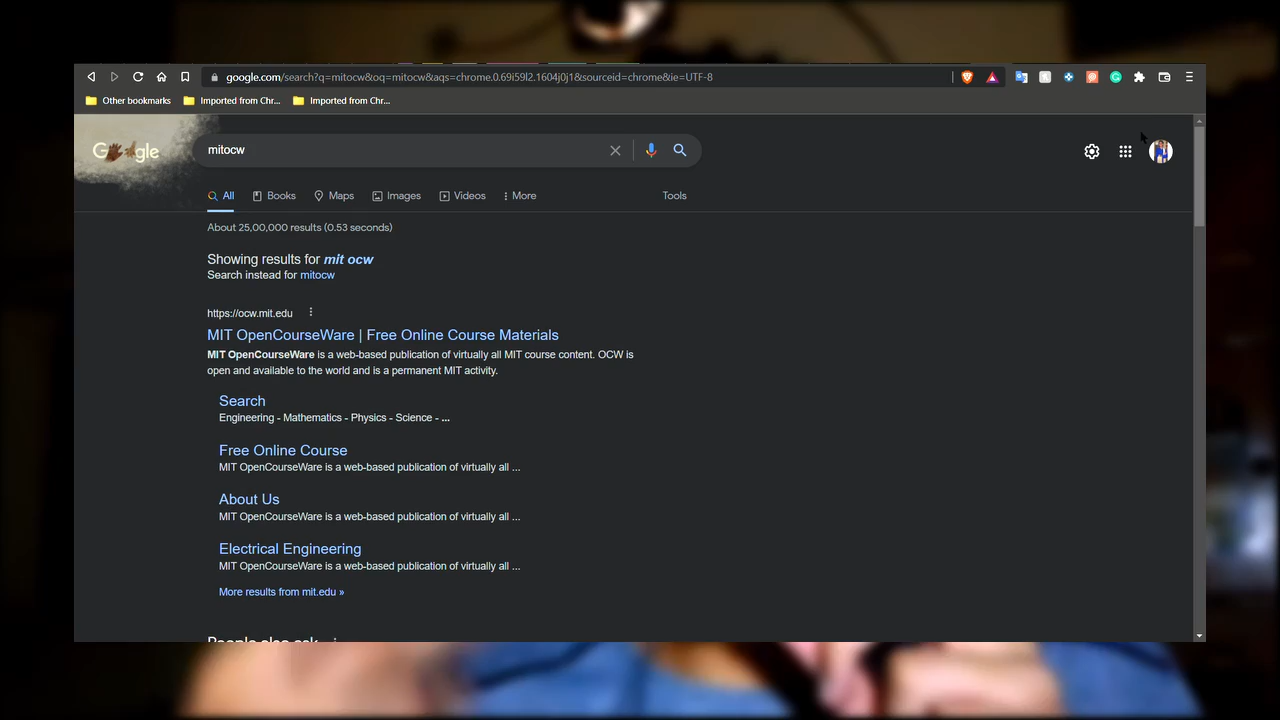 google.com/search?q=mitocw&oq=mitocw&aqs=chrome.0.69i59l2.1604j0j1&sourceid=chrome&ie=UTF-8
Other bookmarks Imported from Chr... Imported from Chr...
Google mitocw
All Books Maps Images Videos More Tools
About 25,00,000 results (0.53 seconds)
Showing results for mit ocw
Search instead for mitocw
https://ocw.mit.edu
MIT OpenCourseWare | Free Online Course Materials
MIT OpenCourseWare is a web-based publication of virtually all MIT course content. OCW is
open and available to the world and is a permanent MIT activity.
Search
Engineering - Mathematics - Physics - Science - ...
Free Online Course
MIT OpenCourseWare is a web-based publication of virtually all ...
About Us
MIT OpenCourseWare is a web-based publication of virtually all ...
Electrical Engineering
MIT OpenCourseWare is a web-based publication of virtually all ...
More results from mit.edu »
People also ask